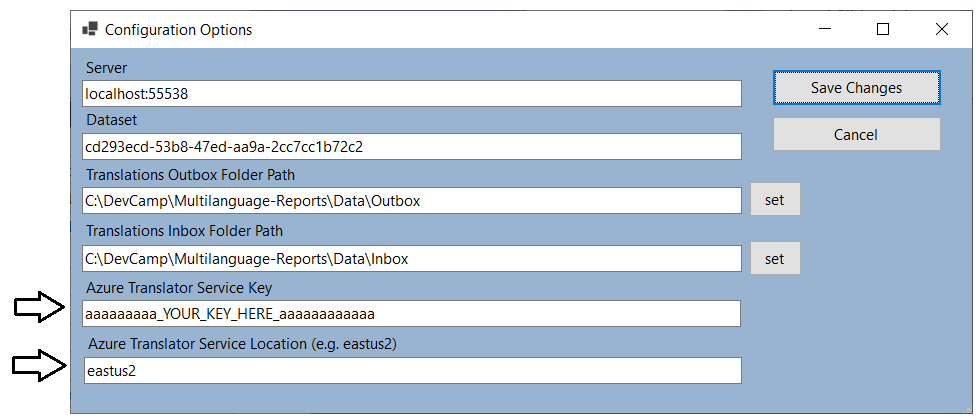 Configuration Options
Server
localhost:55538
Save Changes
Dataset
cd293ecd-53b8-47ed-aa9a-2cc7cc1b72c2
Cancel
Translations Outbox Folder Path
C:\DevCamp\Multilanguage-Reports\Data\Outbox
set
Translations Inbox Folder Path
C:\DevCamp\Multilanguage-Reports\Data\Inbox
set
Azure Translator Service Key
aaaaaaaaa_YOUR_KEY_HERE_aaaaaaaaaaaa
Azure Translator Service Location (e.g. eastus2)
eastus2